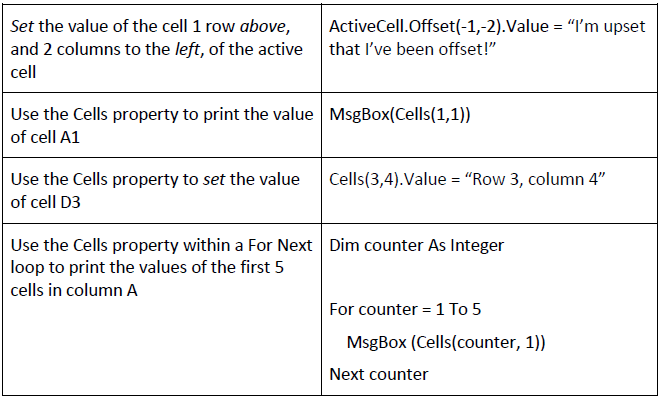 Set the value of the cell 1 row above,
and 2 columns to the left, of the active
cell
ActiveCell.Offset(-1,-2).Value = “I’m upset
that I’ve been offset!”
Use the Cells property to print the value
of cell A1
MsgBox(Cells(1,1))
Use the Cells property to set the value
of cell D3
Cells(3,4).Value = “Row 3, column 4”
Use the Cells property within a For Next
loop to print the values of the first 5
cells in column A
Dim counter As Integer
For counter = 1 To 5
MsgBox (Cells(counter, 1))
Next counter